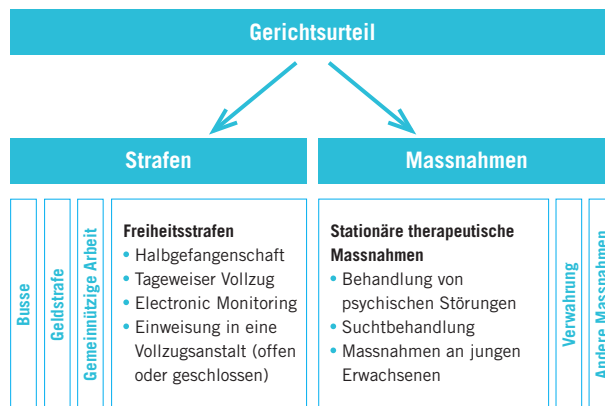 Gerichtsurteil
Strafen
Busse
Geldstrafe
Gemeinnützige Arbeit
Freiheitsstrafen
• Halbgefangenschaft
• Tageweiser Vollzug
• Electronic Monitoring
• Einweisung in eine
Vollzugsanstalt (offen
oder geschlossen)
Massnahmen
Stationäre therapeutische
Massnahmen
• Behandlung von
psychischen Störungen
• Suchtbehandlung
• Massnahmen an jungen
Erwachsenen
Verwahrung
Andere Massnahmen